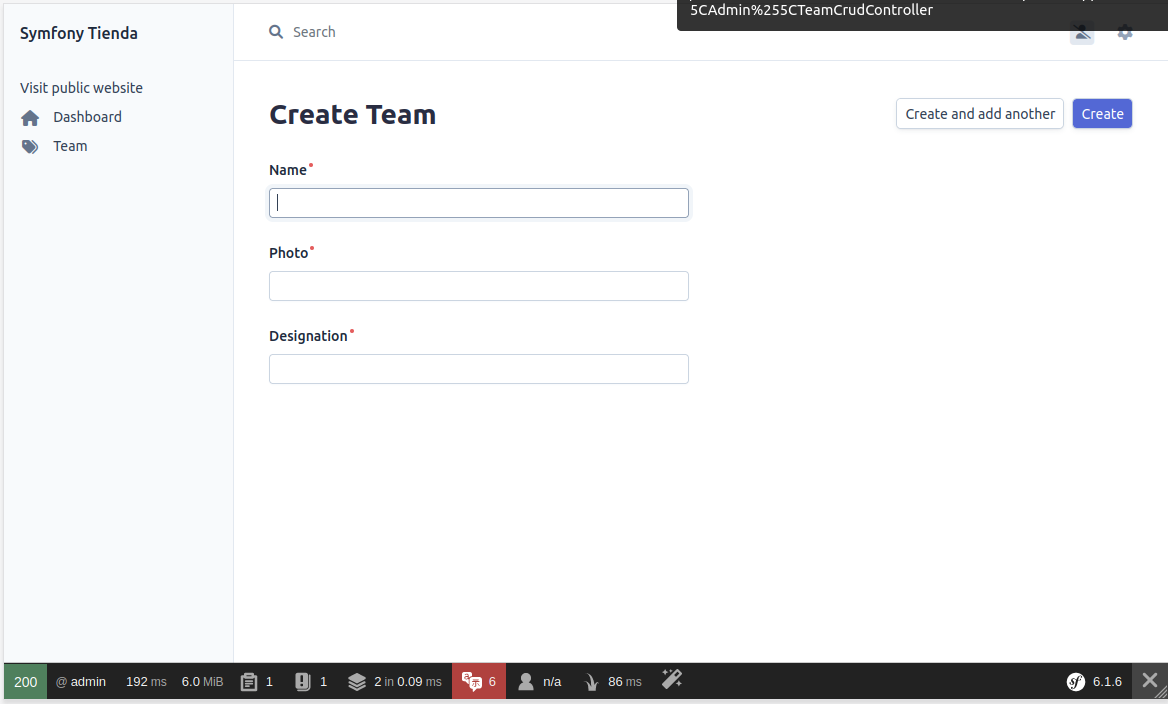 5CAdmin%255CTeamCrudController
Symfony Tienda
Search
Visit public website
Dashboard
Team
Create Team
Create and add another
Create
Name
Photo
Designation
200 @ admin 192 ms 6.0 MiB 1 1 2 in 0.09 ms 6 n/a 86 ms 6.1.6